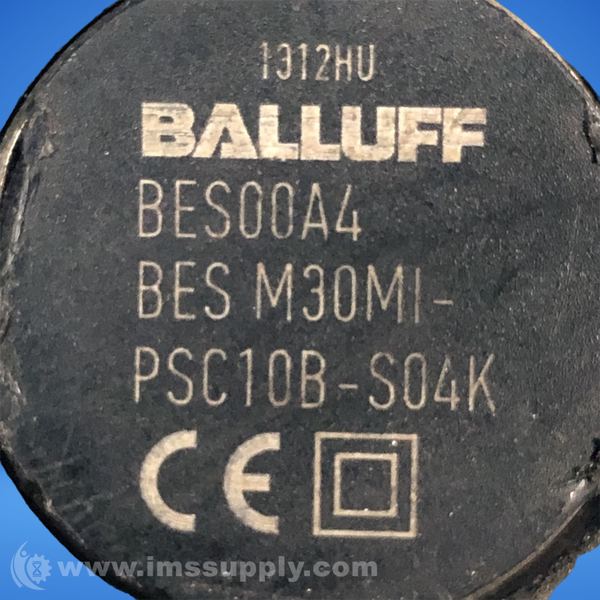 1312HU
BALLUFF
BES00A4
BES M30MI-
PSC10B-S04K
CE
www.imssupply.com